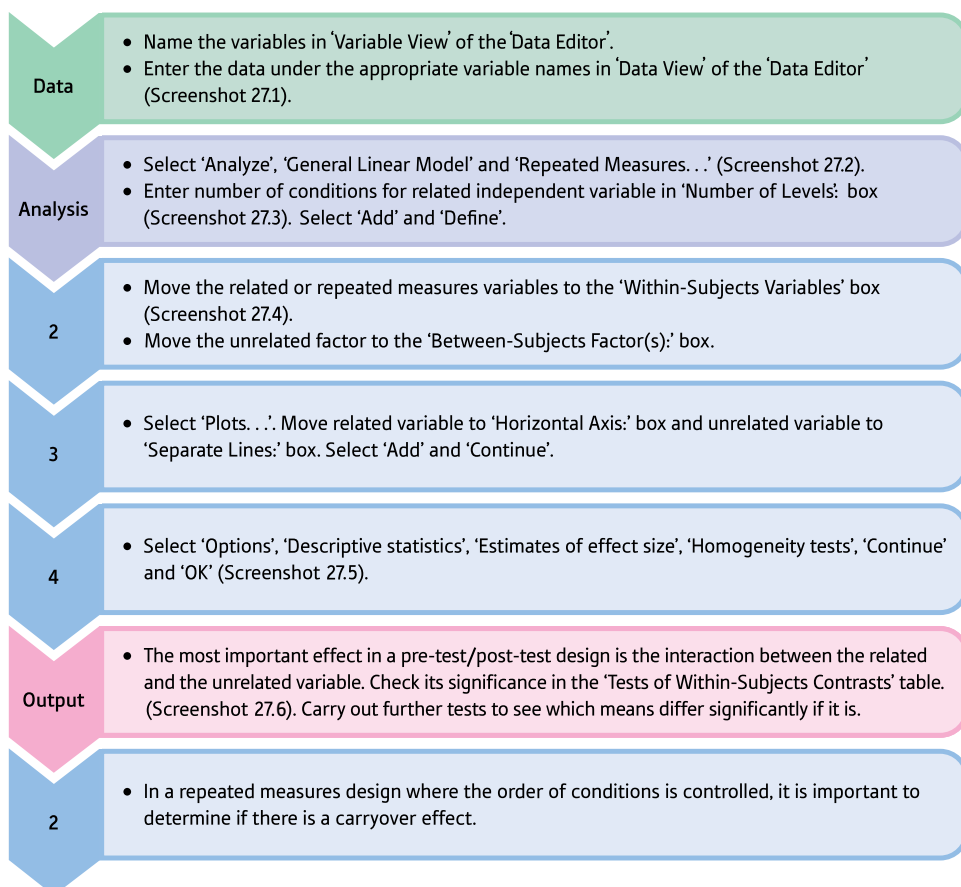 Data
• Name the variables in ‘Variable View’ of the ‘Data Editor’.
• Enter the data under the appropriate variable names in ‘Data View’ of the ‘Data Editor’
(Screenshot 27.1).
Analysis
• Select ‘Analyze’, ‘General Linear Model’ and ‘Repeated Measures. . .’ (Screenshot 27.2).
• Enter number of conditions for related independent variable in ‘Number of Levels’: box
(Screenshot 27.3). Select ‘Add’ and ‘Define’.
2
• Move the related or repeated measures variables to the ‘Within-Subjects Variables’ box
(Screenshot 27.4).
• Move the unrelated factor to the ‘Between-Subjects Factor(s):’ box.
3
• Select ‘Plots. . .’. Move related variable to ‘Horizontal Axis:’ box and unrelated variable to
‘Separate Lines:’ box. Select ‘Add’ and ‘Continue’.
4
• Select ‘Options’, ‘Descriptive statistics’, ‘Estimates of effect size’, ‘Homogeneity tests’, ‘Continue’
and ‘OK’ (Screenshot 27.5).
Output
• The most important effect in a pre-test/post-test design is the interaction between the related
and the unrelated variable. Check its significance in the ‘Tests of Within-Subjects Contrasts’ table.
(Screenshot 27.6). Carry out further tests to see which means differ significantly if it is.
2
• In a repeated measures design where the order of conditions is controlled, it is important to
determine if there is a carryover effect.